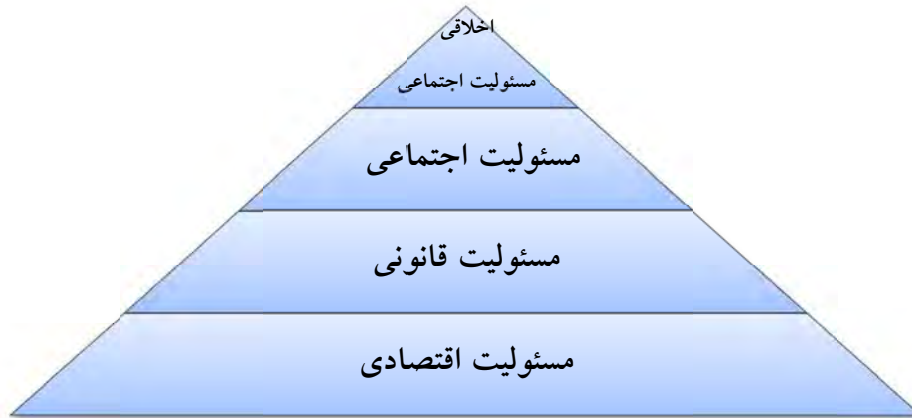 اخلاقی
مسئولیت اجتماعی
مسئولیت اجتماعی
مسئولیت قانونی
مسئولیت اقتصادی